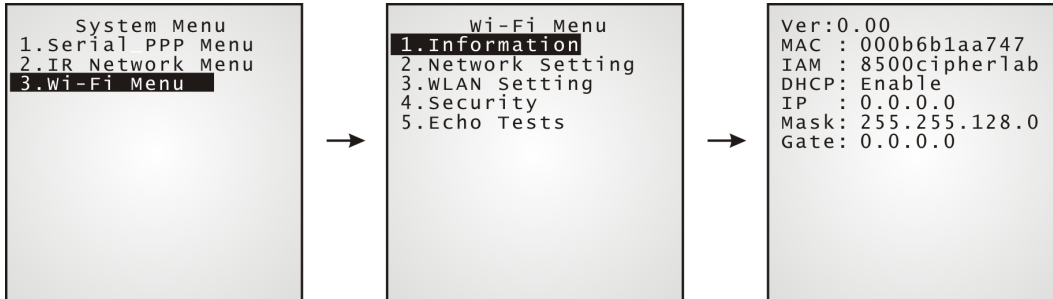 System Menu
1.Serial PPP Menu
2.IR Network Menu
3.Wi-Fi Menu
Wi-Fi Menu
1.Information
2.Network Setting
3.WLAN Setting
4.Security
5.Echo Tests
Ver:0.00
MAC : 000b6b1aa747
IAM : 8500cipherlab
DHCP: Enable
IP : 0.0.0.0
Mask: 255.255.128.0
Gate: 0.0.0.0